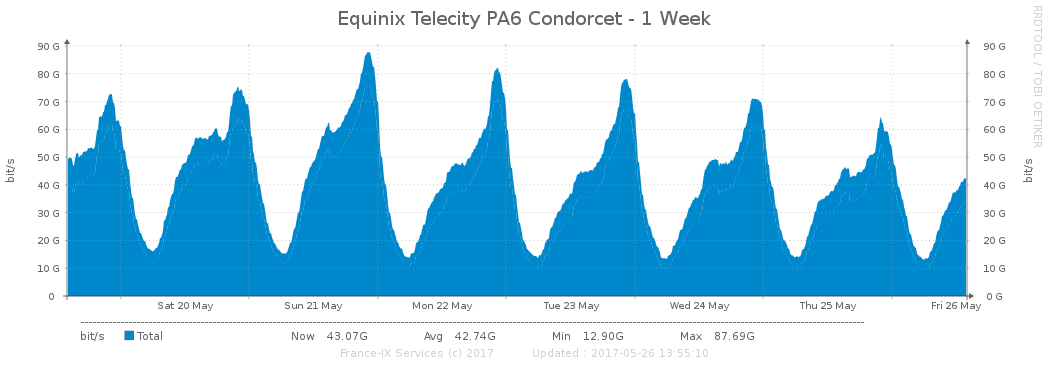 Equinix Telecity PA6 Condorcet - 1 Week
RRDTOOL / TOBI OETIKER
bit/s
90 G 90 G
80 G 80 G
70 G 70 G
60 G 60 G
50 G 50 G
40 G 40 G
30 G 30 G
20 G 20 G
10 G 10 G
0 0 G
bit/s
Sat 20 May Sun 21 May Mon 22 May Tue 23 May Wed 24 May Thu 25 May Fri 26 May
bit/s Total Now 43.07G Avg 42.74G Min 12.90G Max 87.69G
France-IX Services (c) 2017 Updated : 2017-05-26 13:55:10